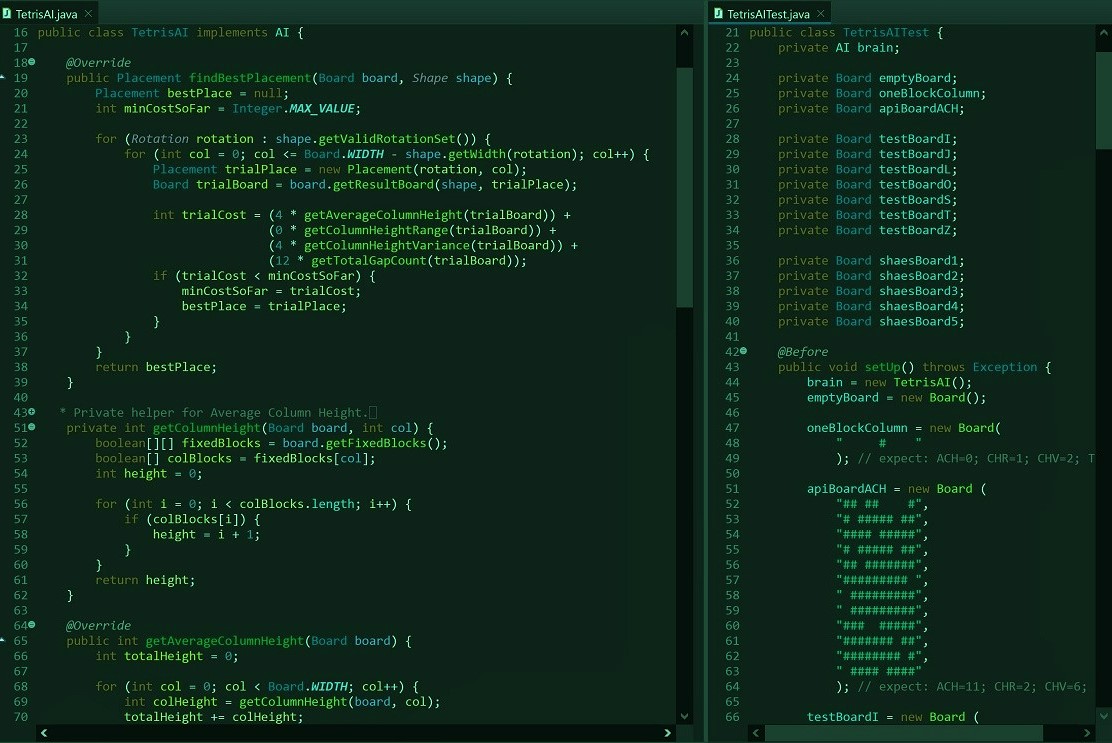 TetrisAI.java
16 public class TetrisAI implements AI {
17
18 @Override
19 public Placement findBestPlacement(Board board, Shape shape) {
20 Placement bestPlace = null;
21 int minCostSoFar = Integer.MAX_VALUE;
22
23 for (Rotation rotation : shape.getValidRotationSet()) {
24 for (int col = 0; col <= Board.WIDTH - shape.getWidth(rotation); col++) {
25 Placement trialPlace = new Placement(rotation, col);
26 Board trialBoard = board.getResultBoard(shape, trialPlace);
27
28 int trialCost = (4 * getAverageColumnHeight(trialBoard)) +
29 (0 * getColumnHeightRange(trialBoard)) +
30 (4 * getColumnHeightVariance(trialBoard)) +
31 (12 * getTotalGapCount(trialBoard));
32 if (trialCost < minCostSoFar) {
33 minCostSoFar = trialCost;
34 bestPlace = trialPlace;
35 }
36 }
37 }
38 return bestPlace;
39 }
40
43 * Private helper for Average Column Height.
51 private int getColumnHeight(Board board, int col) {
52 boolean[][] fixedBlocks = board.getFixedBlocks();
53 boolean[] colBlocks = fixedBlocks[col];
54 int height = 0;
55
56 for (int i = 0; i < colBlocks.length; i++) {
57 if (colBlocks[i]) {
58 height = i + 1;
59 }
60 }
61 return height;
62 }
63
64 @Override
65 public int getAverageColumnHeight(Board board) {
66 int totalHeight = 0;
67
68 for (int col = 0; col < Board.WIDTH; col++) {
69 int colHeight = getColumnHeight(board, col);
70 totalHeight += colHeight;
TetrisAITest.java
21 public class TetrisAITest {
22 private AI brain;
23
24 private Board emptyBoard;
25 private Board oneBlockColumn;
26 private Board apiBoardACH;
27
28 private Board testBoardI;
29 private Board testBoardJ;
30 private Board testBoardL;
31 private Board testBoardO;
32 private Board testBoardS;
33 private Board testBoardT;
34 private Board testBoardZ;
35
36 private Board shaesBoard1;
37 private Board shaesBoard2;
38 private Board shaesBoard3;
39 private Board shaesBoard4;
40 private Board shaesBoard5;
41
42 @Before
43 public void setUp() throws Exception {
44 brain = new TetrisAI();
45 emptyBoard = new Board();
46
47 oneBlockColumn = new Board(
48 "     #    "
49 ); // expect: ACH=0; CHR=1; CHV=2; T
50
51 apiBoardACH = new Board (
52 "## ##    #",
53 "# ##### ##",
54 "#### #####",
55 "# ##### ##",
56 "## #######",
57 "######### ",
58 " #########",
59 " #########",
60 "###  #####",
61 "####### ##",
62 "######## #",
63 " #### ####"
64 ); // expect: ACH=11; CHR=2; CHV=6;
65
66 testBoardI = new Board (